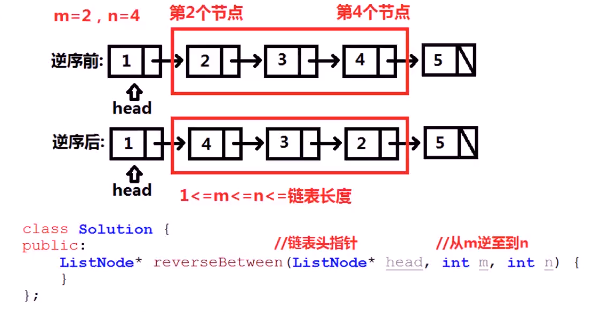 m=2，n=4 第2个节点 第4个节点
逆序前: 1 2 3 4 5
head
逆序后: 1 4 3 2 5
head
1<=m<=n<=链表长度
class Solution {
public: //链表头指针 //从m逆至到n
ListNode* reverseBetween(ListNode* head, int m, int n) {
}
};